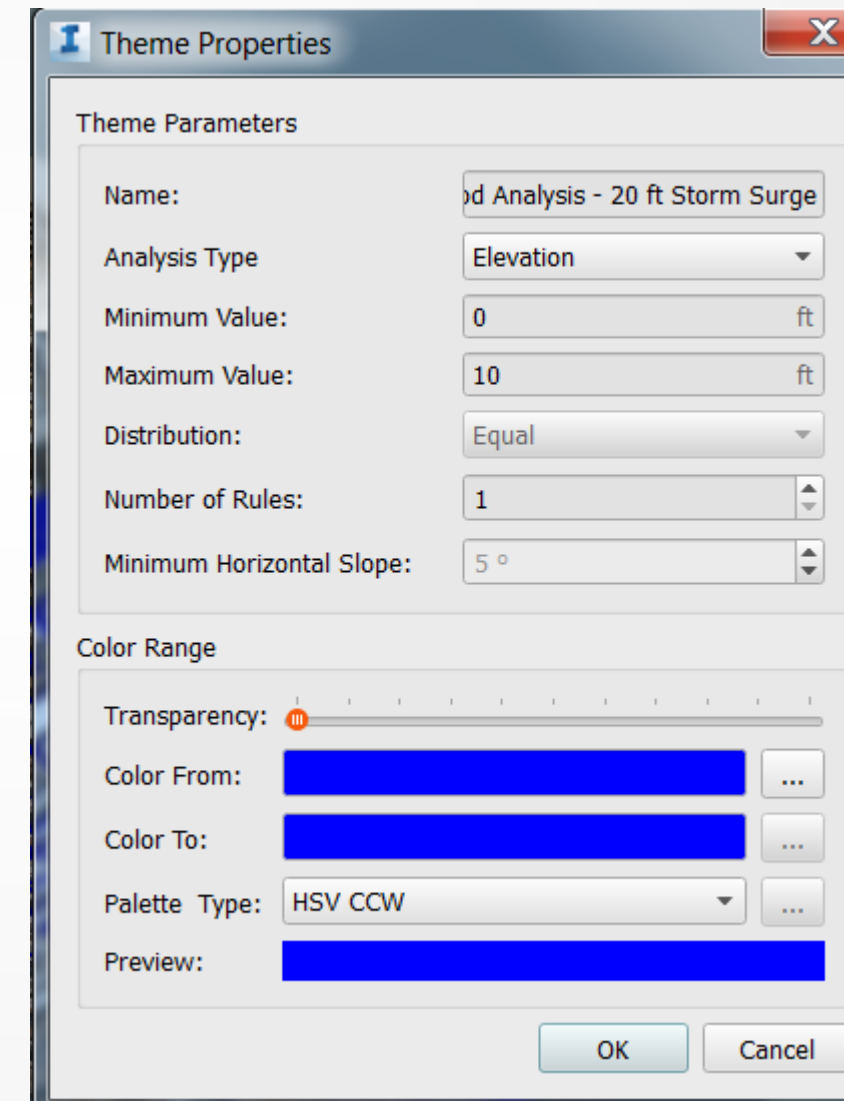 Theme Properties
Theme Parameters
Name: od Analysis - 20 ft Storm Surge
Analysis Type Elevation
Minimum Value: 0 ft
Maximum Value: 10 ft
Distribution: Equal
Number of Rules: 1
Minimum Horizontal Slope: 5 º
Color Range
Transparency:
Color From: ...
Color To: ...
Palette Type: HSV CCW ...
Preview:
OK Cancel